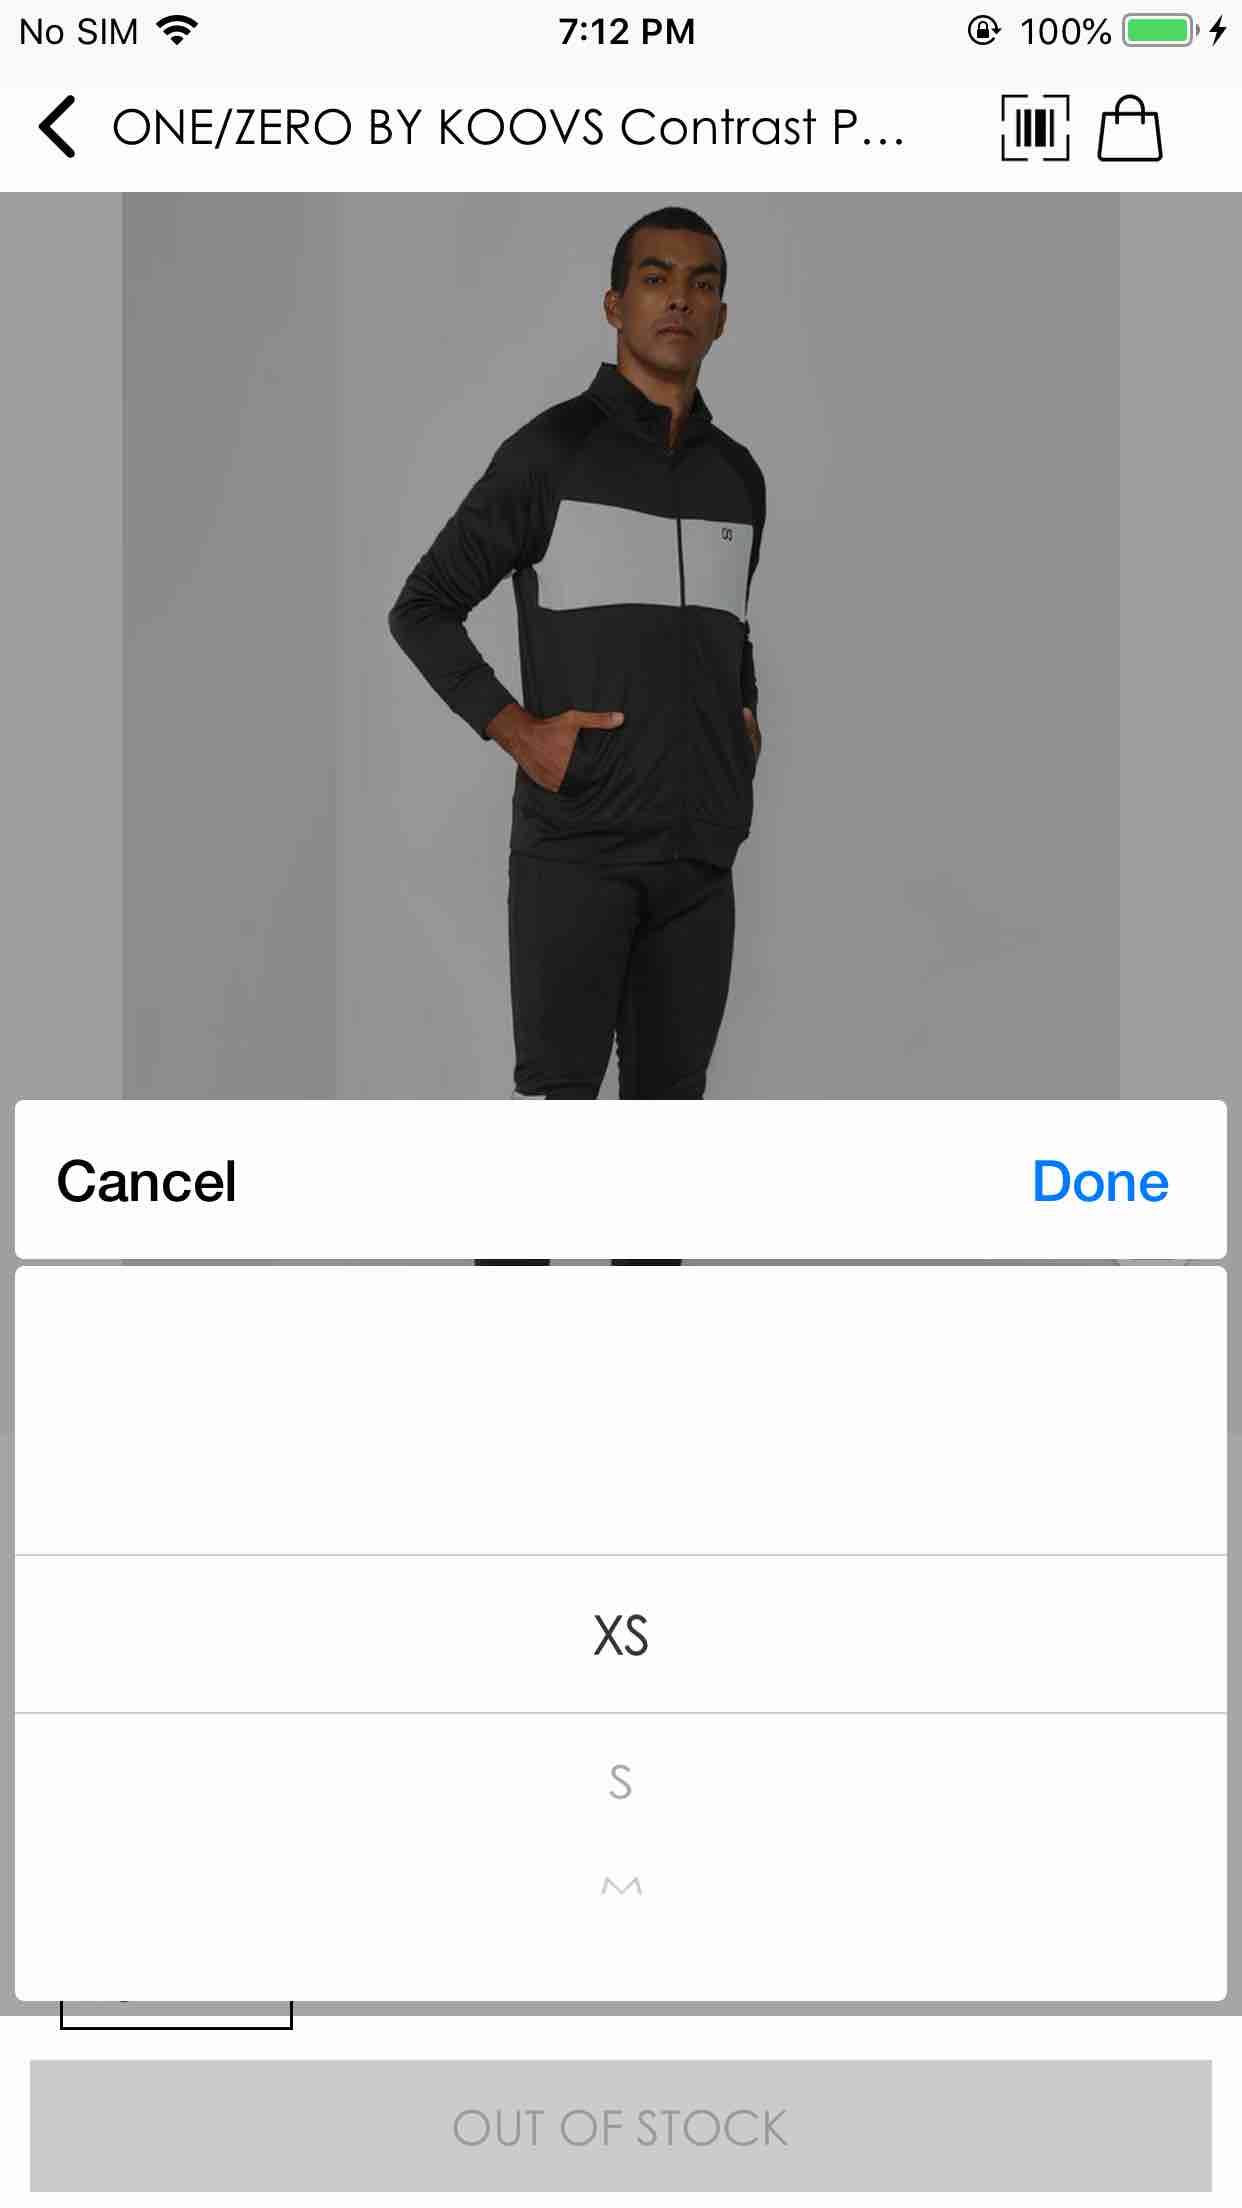 No SIM 7:12 PM 100%
ONE/ZERO BY KOOVS Contrast P...
Cancel Done
XS
S
M
OUT OF STOCK